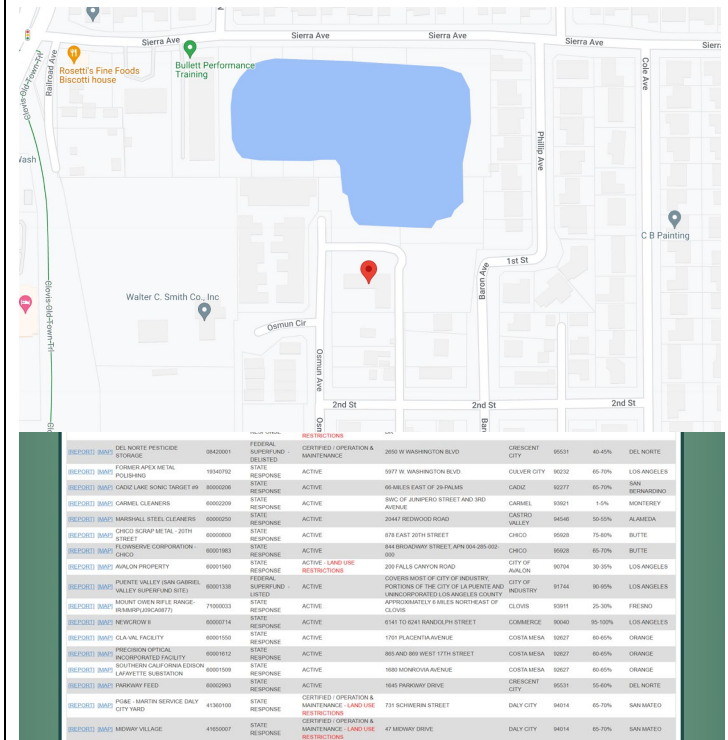 Sierra Ave
Sierra Ave
Sierra Ave
Sierra Ave
Sierra
Rosetti's Fine Foods
Biscotti house
Bullett Performance
Training
Railroad Ave
Clovis Old Town Trl
Cole Ave
Phillip Ave
C B Painting
1st St
Baron Ave
Walter C. Smith Co., Inc
Osmun Cir
Clovis Old Town Trl
Osmun Ave
2nd St
2nd St
2nd St
RESTRICTIONS
[REPORT] [MAP] DEL NORTE PESTICIDE STORAGE 08420001 FEDERAL SUPERFUND - DELISTED CERTIFIED / OPERATION & MAINTENANCE 2650 W WASHINGTON BLVD CRESCENT CITY 95531 40-45% DEL NORTE
[REPORT] [MAP] FORMER APEX METAL POLISHING 19340792 STATE RESPONSE ACTIVE 5977 W. WASHINGTON BLVD. CULVER CITY 90232 65-70% LOS ANGELES
[REPORT] [MAP] CADIZ LAKE SONIC TARGET #9 80000206 STATE RESPONSE ACTIVE 66 MILES EAST OF 29-PALMS CADIZ 92277 65-70% SAN BERNARDINO
[REPORT] [MAP] CARMEL CLEANERS 60002209 STATE RESPONSE ACTIVE SWC OF JUNIPERO STREET AND 3RD AVENUE CARMEL 93921 1-5% MONTEREY
[REPORT] [MAP] MARSHALL STEEL CLEANERS 60000250 STATE RESPONSE ACTIVE 20447 REDWOOD ROAD CASTRO VALLEY 94546 50-55% ALAMEDA
[REPORT] [MAP] CHICO SCRAP METAL - 20TH STREET 60000800 STATE RESPONSE ACTIVE 878 EAST 20TH STREET CHICO 95928 75-80% BUTTE
[REPORT] [MAP] FLOWSERVE CORPORATION - CHICO 60001983 STATE RESPONSE ACTIVE 844 BROADWAY STREET, APN 004-285-002-000 CHICO 95928 65-70% BUTTE
[REPORT] [MAP] AVALON PROPERTY 60001560 STATE RESPONSE ACTIVE - LAND USE RESTRICTIONS 200 FALLS CANYON ROAD CITY OF AVALON 90704 30-35% LOS ANGELES
[REPORT] [MAP] PUENTE VALLEY (SAN GABRIEL VALLEY SUPERFUND SITE) 60001338 FEDERAL SUPERFUND - LISTED ACTIVE COVERS MOST OF CITY OF INDUSTRY, PORTIONS OF THE CITY OF LA PUENTE AND UNINCORPORATED LOS ANGELES COUNTY CITY OF INDUSTRY 91744 90-95% LOS ANGELES
[REPORT] [MAP] MOUNT OWEN RIFLE RANGE- 71000033 STATE RESPONSE ACTIVE APPROXIMATELY 6 MILES NORTHEAST OF CLOVIS CLOVIS 93611 25-30% FRESNO
[REPORT] [MAP] NEWCROW II 60000714 STATE RESPONSE ACTIVE 6141 TO 6241 RANDOLPH STREET COMMERCE 90040 95-100% LOS ANGELES
[REPORT] [MAP] CLA-VAL FACILITY 60001550 STATE RESPONSE ACTIVE 1701 PLACENTIA AVENUE COSTA MESA 92627 60-65% ORANGE
[REPORT] [MAP] PRECISION OPTICAL INCORPORATED FACILITY 60001612 STATE RESPONSE ACTIVE 865 AND 869 WEST 17TH STREET COSTA MESA 92627 60-65% ORANGE
[REPORT] [MAP] SOUTHERN CALIFORNIA EDISON LAFAYETTE SUBSTATION 60001509 STATE RESPONSE ACTIVE 1680 MONROVIA AVENUE COSTA MESA 92627 60-65% ORANGE
[REPORT] [MAP] PARKWAY FEED 60002993 STATE RESPONSE ACTIVE 1645 PARKWAY DRIVE CRESCENT CITY 95531 55-60% DEL NORTE
[REPORT] [MAP] PG&E - MARTIN SERVICE DALY CITY YARD 41360100 STATE RESPONSE CERTIFIED / OPERATION & MAINTENANCE - LAND USE RESTRICTIONS 731 SCHWERIN STREET DALY CITY 94014 65-70% SAN MATEO
[REPORT] [MAP] MIDWAY VILLAGE 41650007 STATE RESPONSE CERTIFIED / OPERATION & MAINTENANCE - LAND USE RESTRICTIONS 47 MIDWAY DRIVE DALY CITY 94014 65-70% SAN MATEO